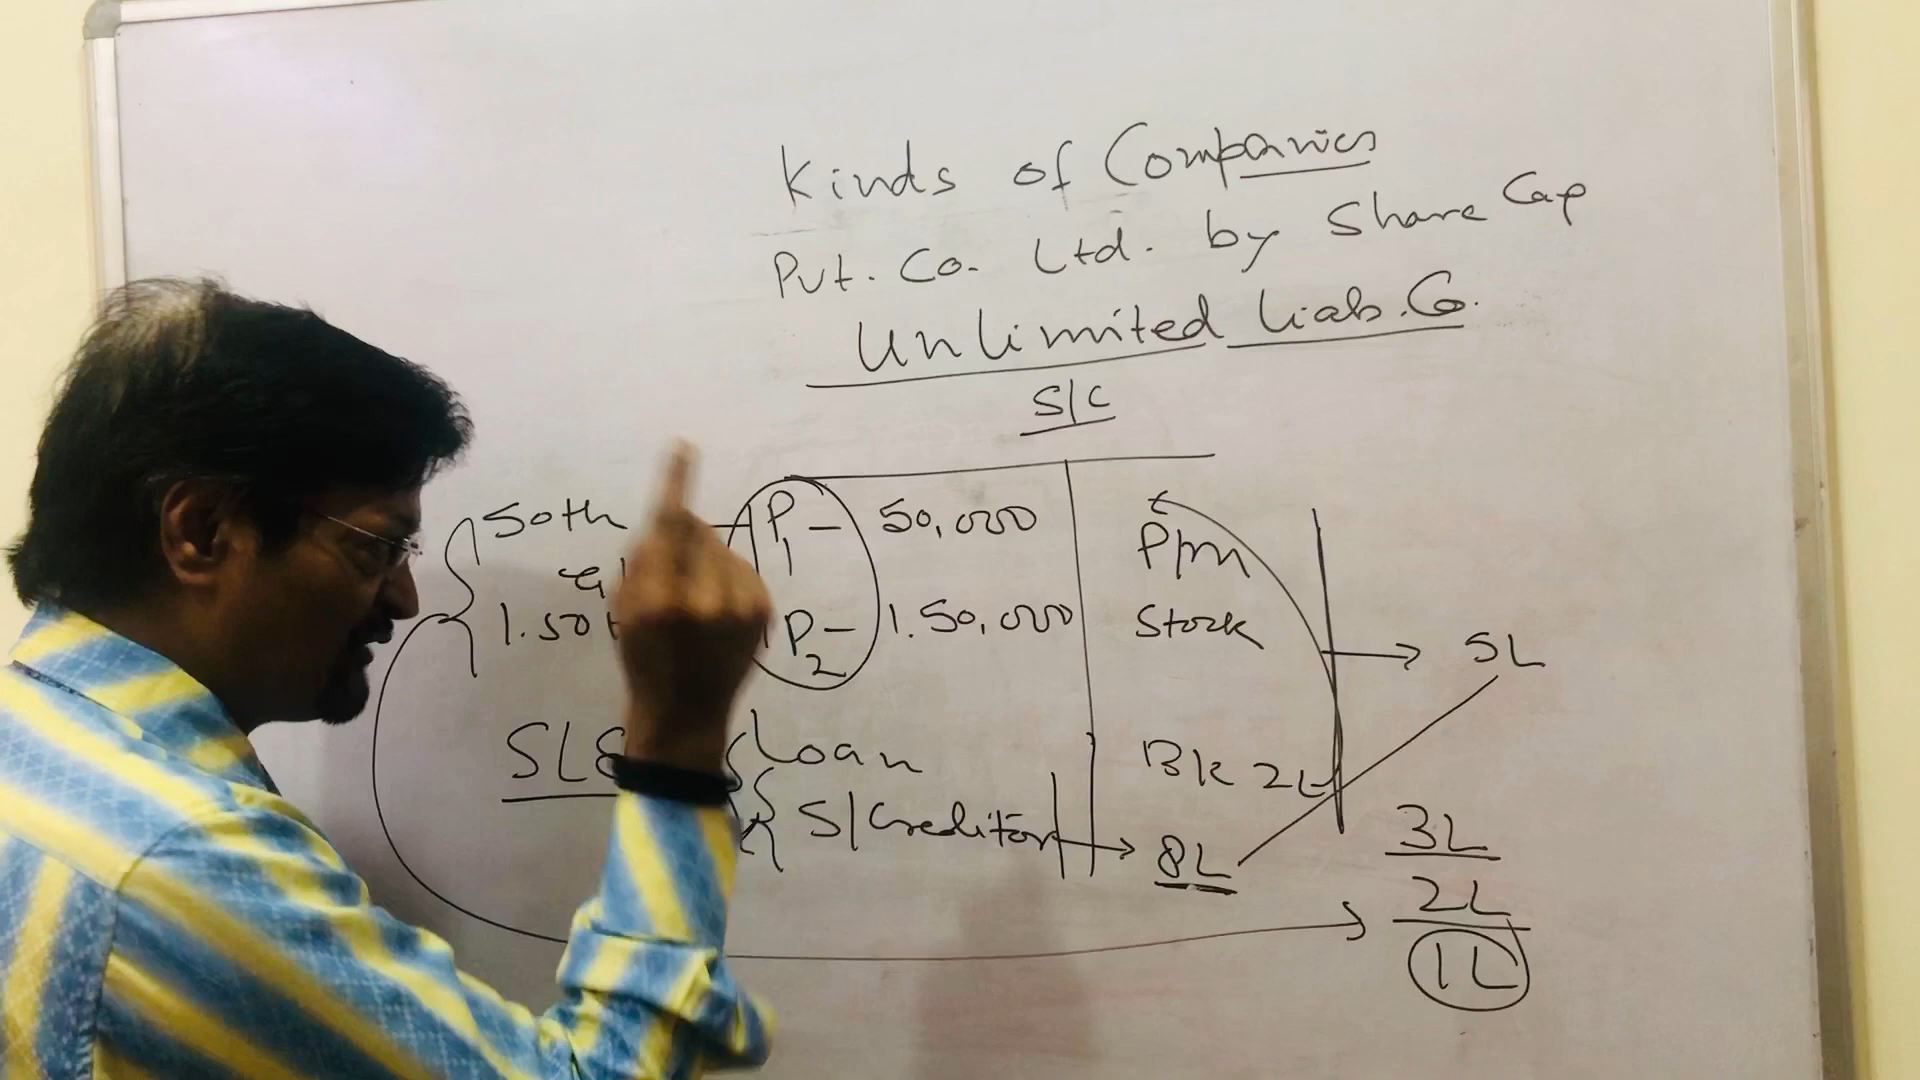 Kinds of Companies
Pvt. Co. Ltd. by Share Cap
Unlimited Liab. Co.
S/C
50th P1 - 50,000 P/m
1.50 P2 - 1.50,000 Stock
5L
Loan Bk 2L
S/Creditor 8L
3L
2L
1L